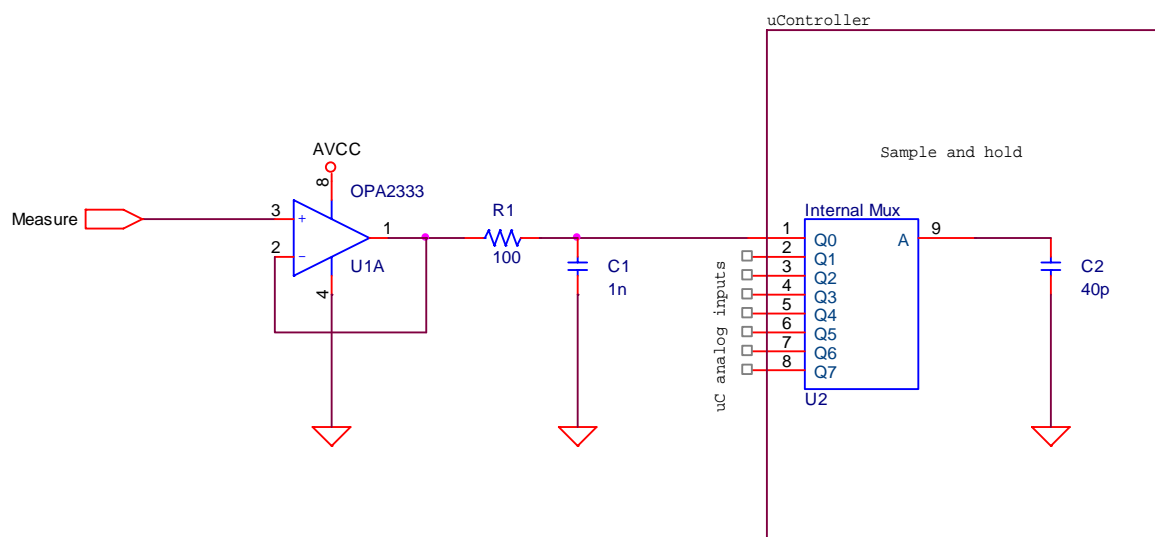 uController
AVCC
8
OPA2333
Measure
3
+
2
−
1
U1A
4
R1
100
C1
1n
Sample and hold
Internal Mux
1
Q0
2
Q1
3
Q2
4
Q3
5
Q4
6
Q5
7
Q6
8
Q7
A
9
U2
uC analog inputs
C2
40p